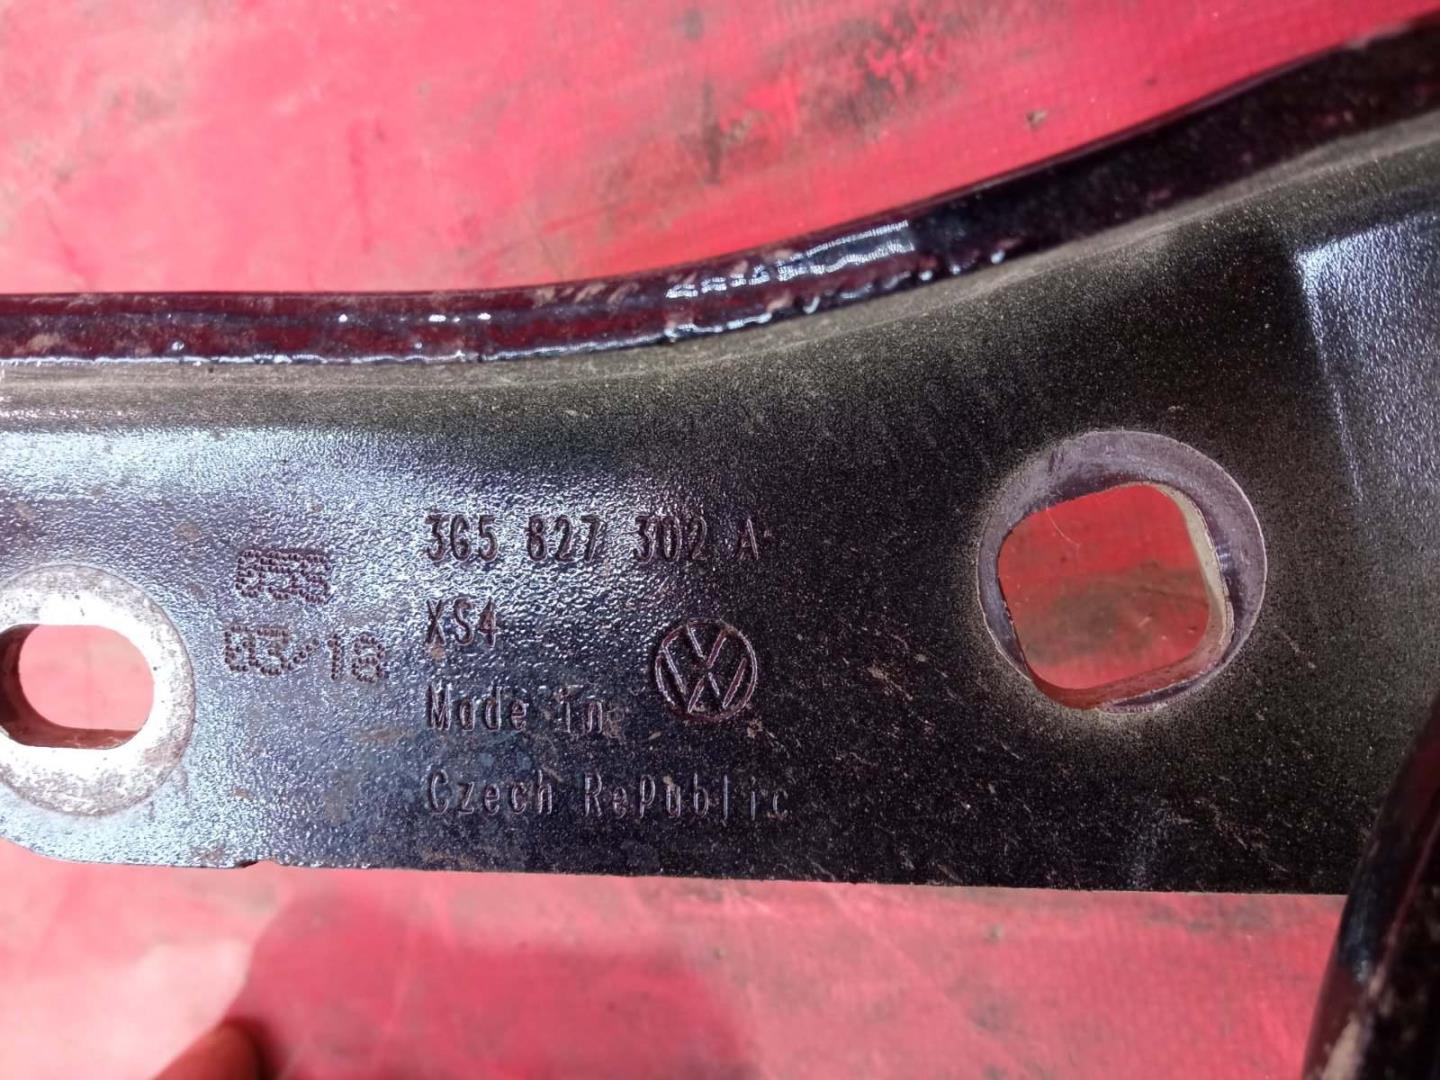 3G5 827 302 A
XS4
03/18
Made in
Czech Republic